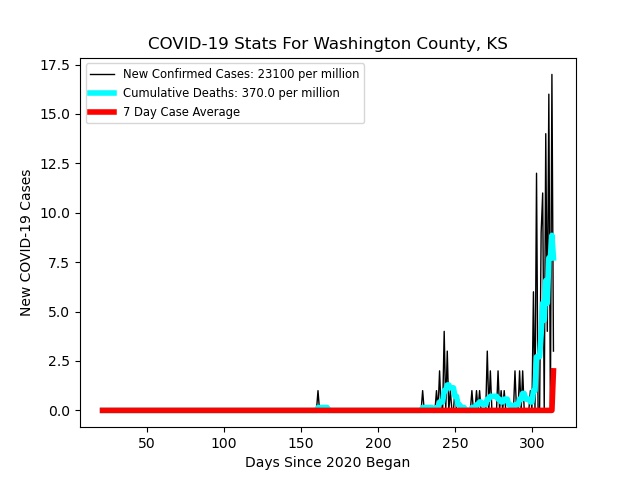 COVID-19 Stats For Washington County, KS
New Confirmed Cases: 23100 per million
Cumulative Deaths: 370.0 per million
7 Day Case Average
New COVID-19 Cases
17.5
15.0
12.5
10.0
7.5
5.0
2.5
0.0
50 100 150 200 250 300
Days Since 2020 Began